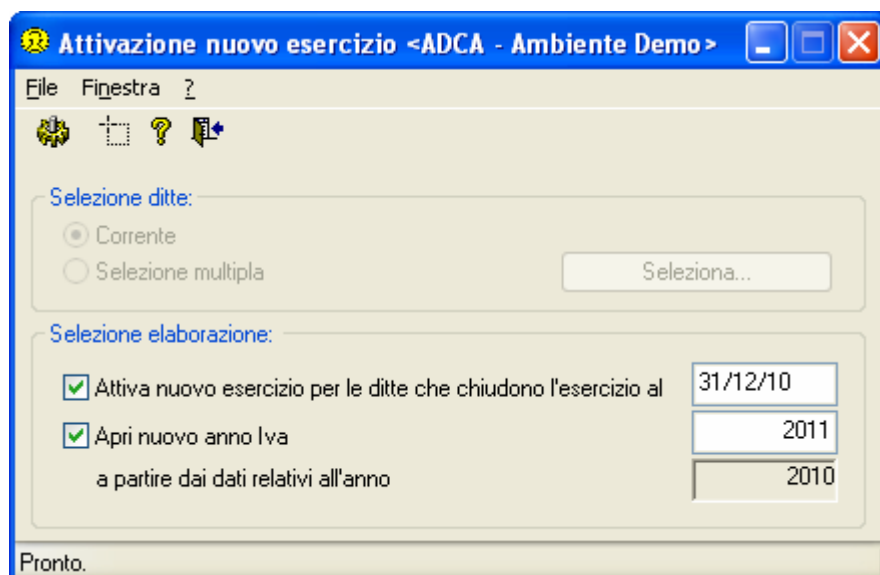 Attivazione nuovo esercizio <ADCA - Ambiente Demo>
File Finestra ?
Selezione ditte:
Corrente
Selezione multipla Seleziona...
Selezione elaborazione:
Attiva nuovo esercizio per le ditte che chiudono l'esercizio al 31/12/10
Apri nuovo anno Iva 2011
a partire dai dati relativi all'anno 2010
Pronto.